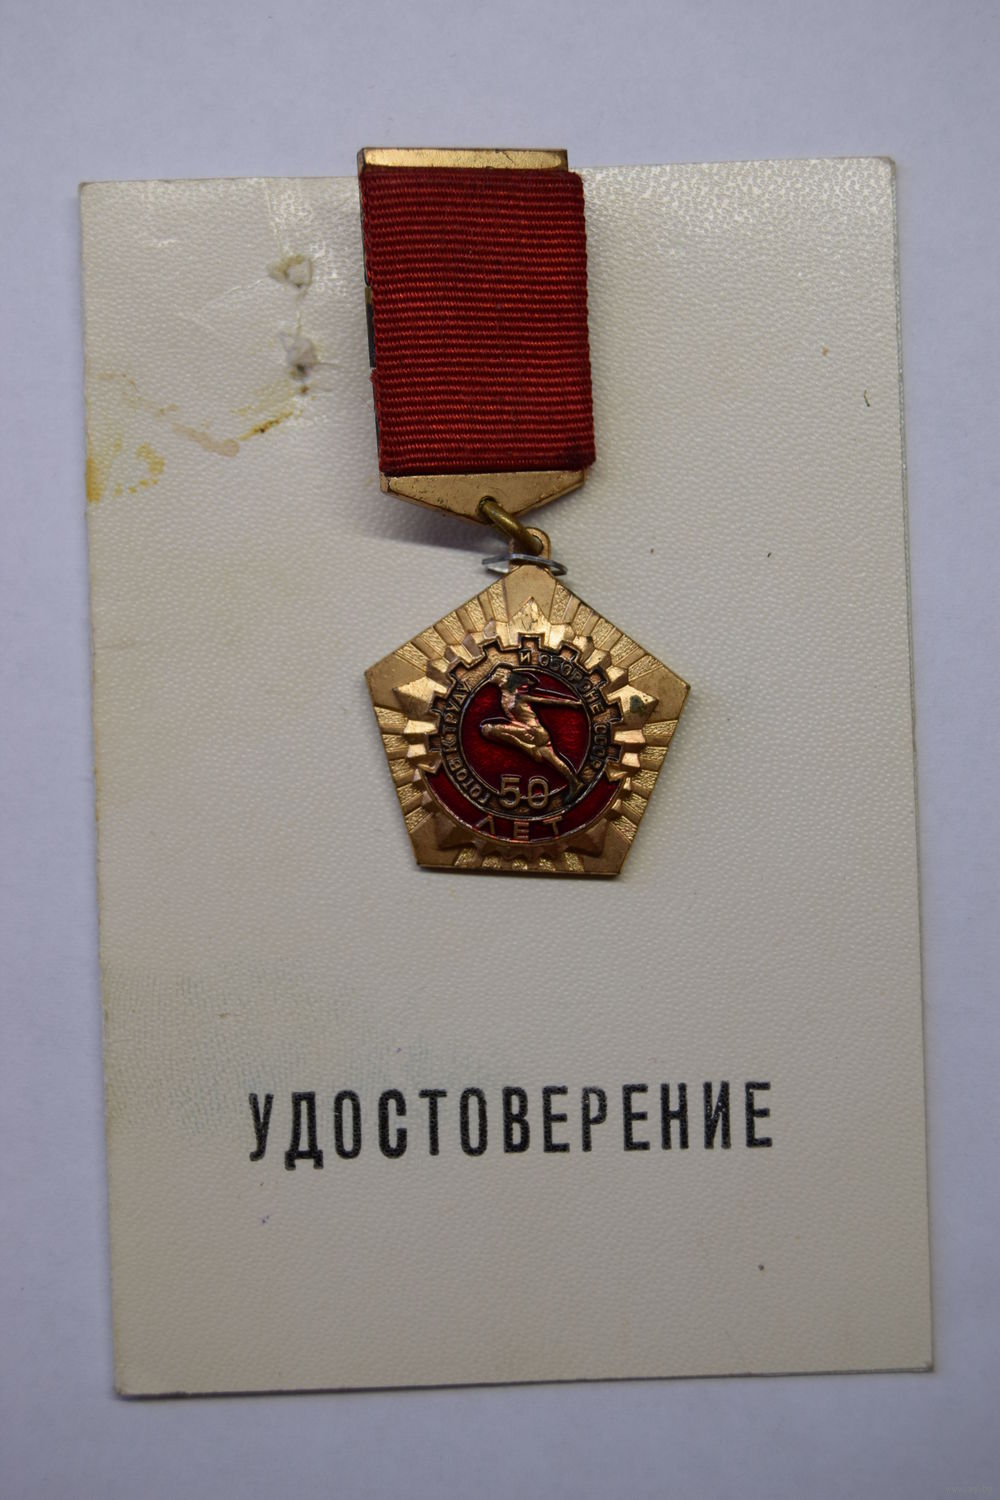 ГОТОВ К ТРУДУ И ОБОРОНЕ СССР
50
ЛЕТ
УДОСТОВЕРЕНИЕ